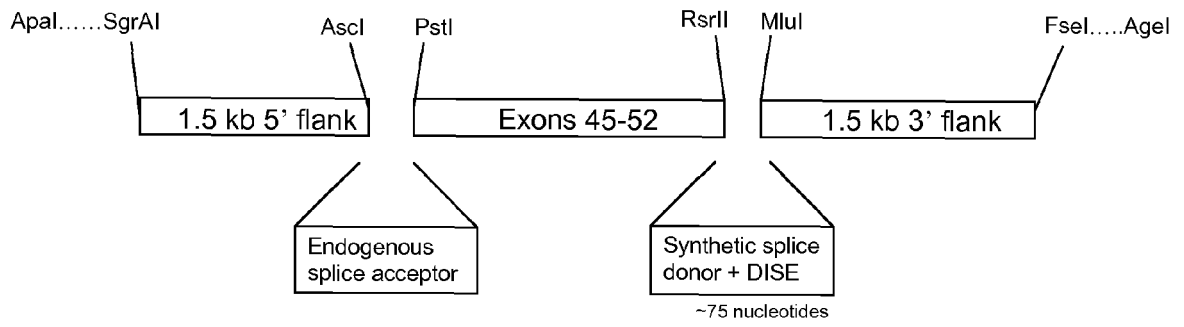 ApaI......SgrAI
AscI
PstI
RsrII
MluI
FseI.....AgeI
1.5 kb 5’ flank
Exons 45-52
1.5 kb 3’ flank
Endogenous
splice acceptor
Synthetic splice
donor + DISE
~75 nucleotides